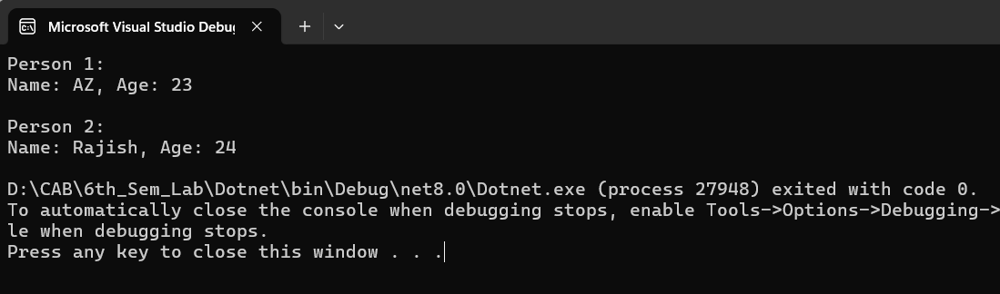 Microsoft Visual Studio Debu
Person 1:
Name: AZ, Age: 23
Person 2:
Name: Rajish, Age: 24
D:\CAB\6th_Sem_Lab\Dotnet\bin\Debug\net8.0\Dotnet.exe (process 27948) exited with code 0.
To automatically close the console when debugging stops, enable Tools->Options->Debugging->
le when debugging stops.
Press any key to close this window . . .